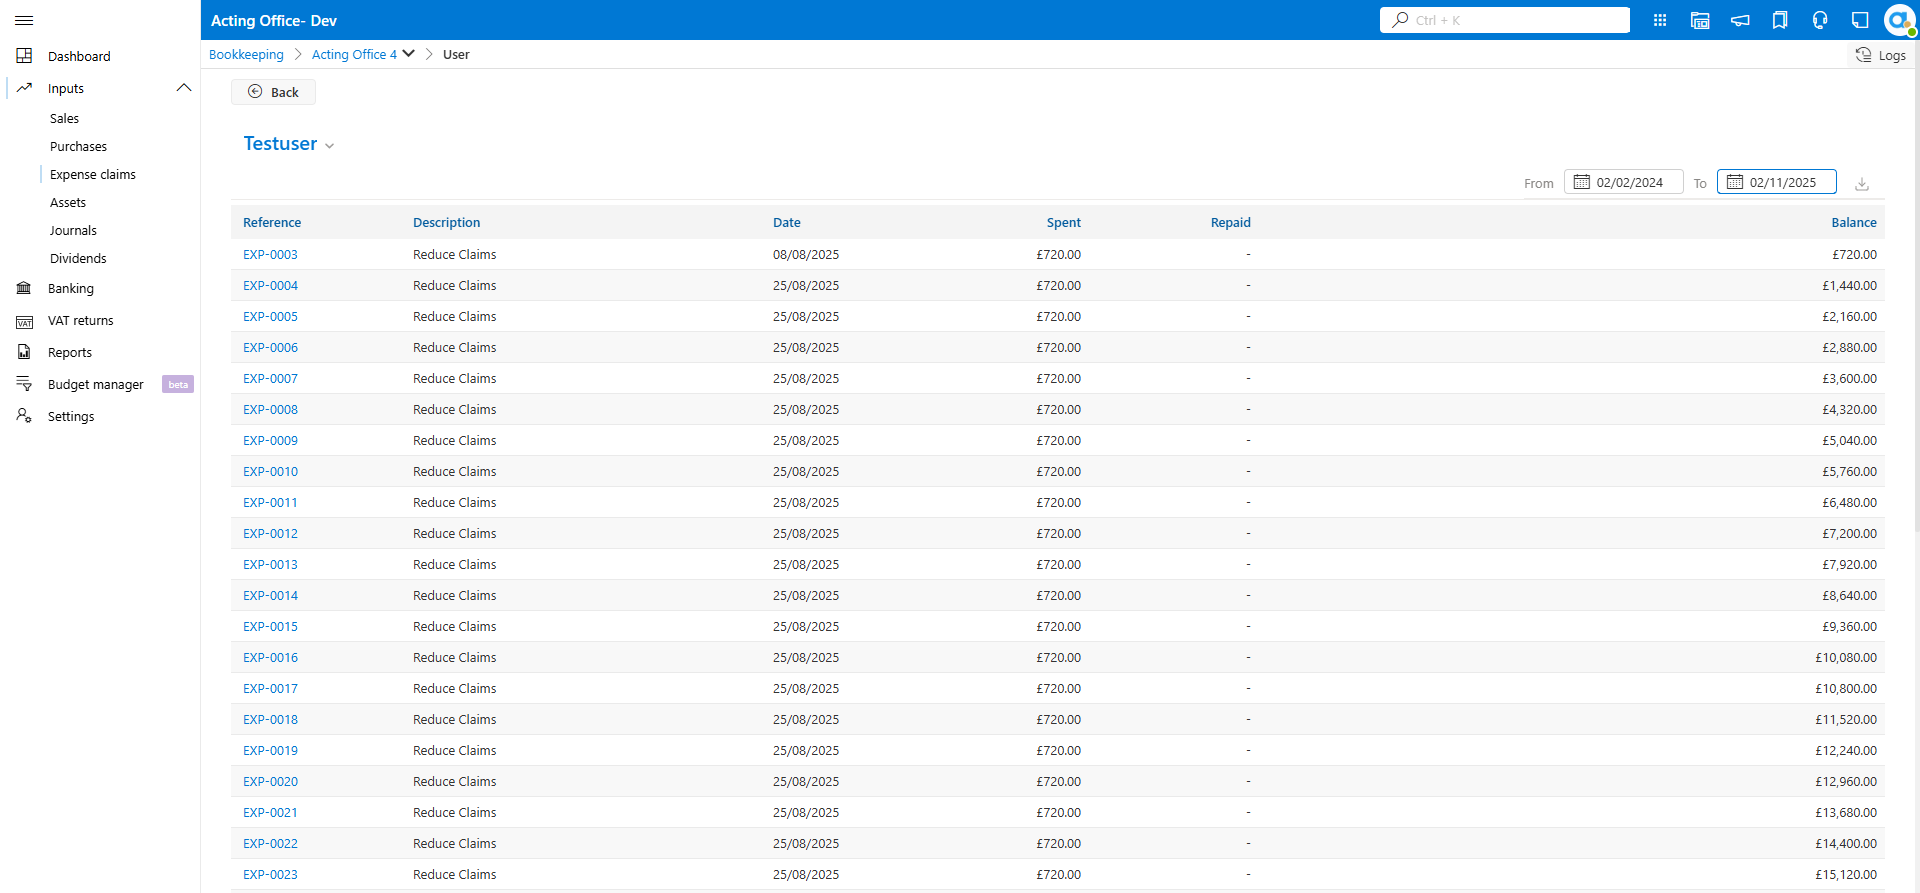 Acting Office- Dev
Ctrl + K
Dashboard
Inputs
Sales
Purchases
Expense claims
Assets
Journals
Dividends
Banking
VAT
VAT returns
Reports
Budget manager beta
Settings
Bookkeeping Acting Office 4 User
Logs
Back
Testuser
From 02/02/2024 To 02/11/2025
Reference Description Date Spent Repaid Balance
EXP-0003 Reduce Claims 08/08/2025 £720.00 - £720.00
EXP-0004 Reduce Claims 25/08/2025 £720.00 - £1,440.00
EXP-0005 Reduce Claims 25/08/2025 £720.00 - £2,160.00
EXP-0006 Reduce Claims 25/08/2025 £720.00 - £2,880.00
EXP-0007 Reduce Claims 25/08/2025 £720.00 - £3,600.00
EXP-0008 Reduce Claims 25/08/2025 £720.00 - £4,320.00
EXP-0009 Reduce Claims 25/08/2025 £720.00 - £5,040.00
EXP-0010 Reduce Claims 25/08/2025 £720.00 - £5,760.00
EXP-0011 Reduce Claims 25/08/2025 £720.00 - £6,480.00
EXP-0012 Reduce Claims 25/08/2025 £720.00 - £7,200.00
EXP-0013 Reduce Claims 25/08/2025 £720.00 - £7,920.00
EXP-0014 Reduce Claims 25/08/2025 £720.00 - £8,640.00
EXP-0015 Reduce Claims 25/08/2025 £720.00 - £9,360.00
EXP-0016 Reduce Claims 25/08/2025 £720.00 - £10,080.00
EXP-0017 Reduce Claims 25/08/2025 £720.00 - £10,800.00
EXP-0018 Reduce Claims 25/08/2025 £720.00 - £11,520.00
EXP-0019 Reduce Claims 25/08/2025 £720.00 - £12,240.00
EXP-0020 Reduce Claims 25/08/2025 £720.00 - £12,960.00
EXP-0021 Reduce Claims 25/08/2025 £720.00 - £13,680.00
EXP-0022 Reduce Claims 25/08/2025 £720.00 - £14,400.00
EXP-0023 Reduce Claims 25/08/2025 £720.00 - £15,120.00